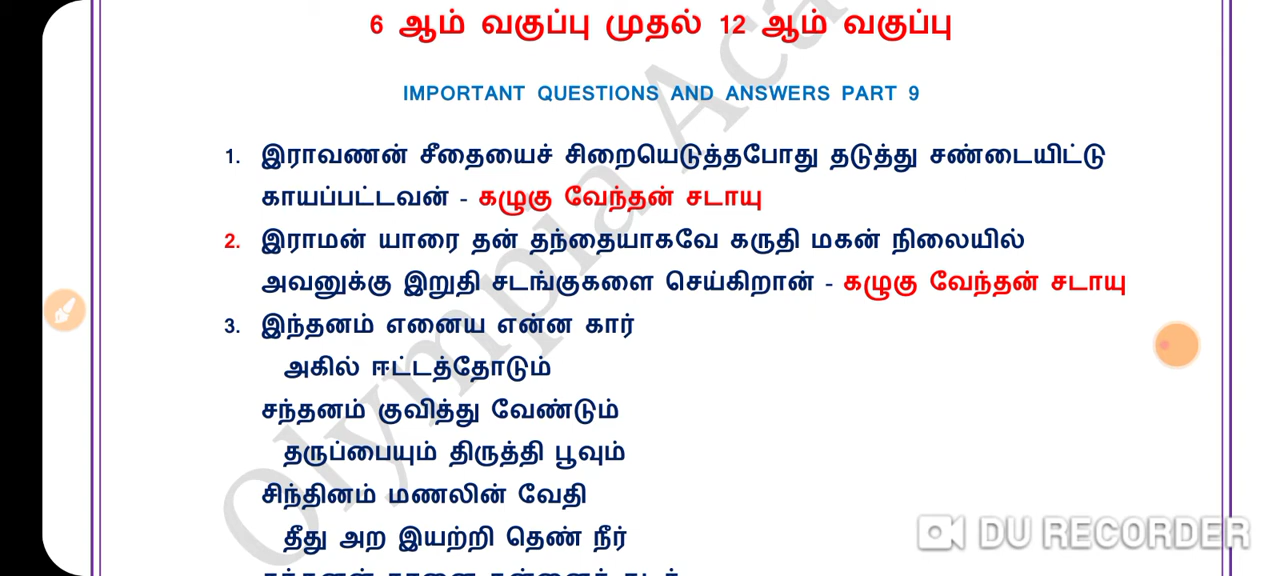 6 ஆம் வகுப்பு முதல் 12 ஆம் வகுப்பு
IMPORTANT QUESTIONS AND ANSWERS PART 9
1. இராவணன் சீதையைச் சிறையெடுத்தபோது தடுத்து சண்டையிட்டு
காயப்பட்டவன் - கழுகு வேந்தன் சடாயு
2. இராமன் யாரை தன் தந்தையாகவே கருதி மகன் நிலையில்
அவனுக்கு இறுதி சடங்குகளை செய்கிறான் - கழுகு வேந்தன் சடாயு
3. இந்தனம் எனைய என்ன கார்
அகில் ஈட்டத்தோடும்
சந்தனம் குவித்து வேண்டும்
தருப்பையும் திருத்தி பூவும்
சிந்தினம் மணலின் வேதி
தீது அற இயற்றி தெண் நீர்
Olympia Aca
DU RECORDER